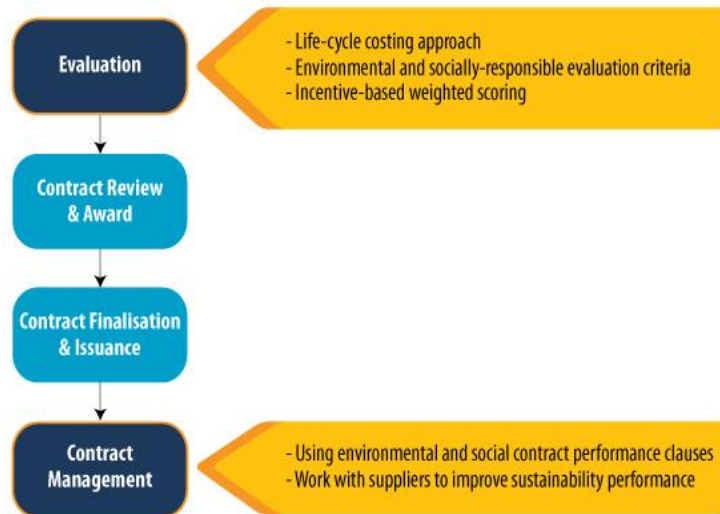 Evaluation
- Life-cycle costing approach
- Environmental and socially-responsible evaluation criteria
- Incentive-based weighted scoring
Contract Review
& Award
Contract Finalisation
& Issuance
Contract
Management
- Using environmental and social contract performance clauses
- Work with suppliers to improve sustainability performance